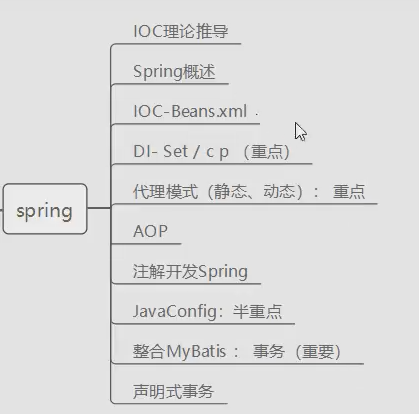 IOC理论推导
Spring概述
IOC-Beans.xml
DI- Set / c p （重点）
代理模式（静态、动态）： 重点
spring
AOP
注解开发Spring
JavaConfig：半重点
整合MyBatis ： 事务（重要）
声明式事务